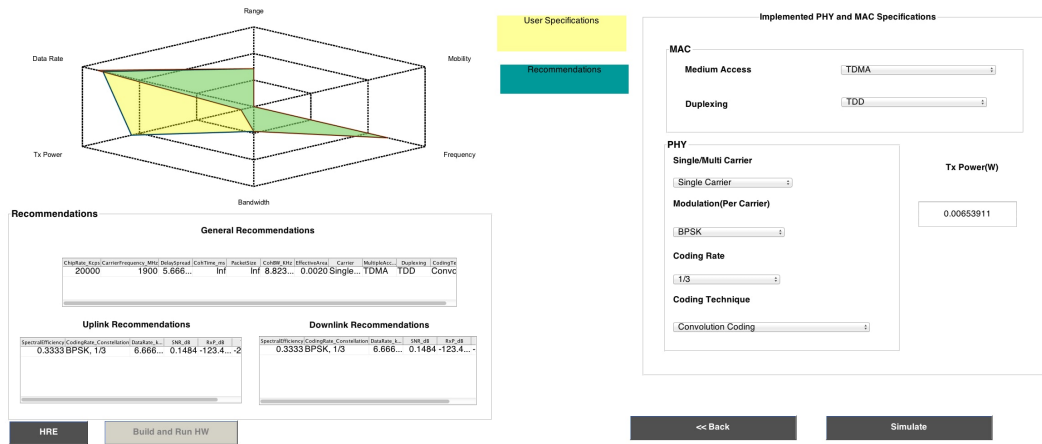 Range
Data Rate
Mobility
Tx Power
Frequency
Bandwidth
User Specifications
Recommendations
Recommendations
General Recommendations
ChipRate_Kcps CarrierFrequency_MHz DelaySpread CohTime_ms PacketSize CohBW_KHz EffectiveArea Carrier MultipleAcc... Duplexing CodingTe
20000 1900 5.666... Inf Inf 8.823... 0.0020 Single... TDMA TDD Convo
Uplink Recommendations
SpectralEfficiency CodingRate_Constellation DataRate_k... SNR_dB RxP_dB
0.3333 BPSK, 1/3 6.666... 0.1484 -123.4... -2
Downlink Recommendations
SpectralEfficiency CodingRate_Constellation DataRate_k... SNR_dB RxP_dB
0.3333 BPSK, 1/3 6.666... 0.1484 -123.4... -
HRE
Build and Run HW
Implemented PHY and MAC Specifications
MAC
Medium Access
TDMA
Duplexing
TDD
PHY
Single/Multi Carrier
Single Carrier
Modulation(Per Carrier)
BPSK
Coding Rate
1/3
Coding Technique
Convolution Coding
Tx Power(W)
0.00653911
<< Back
Simulate